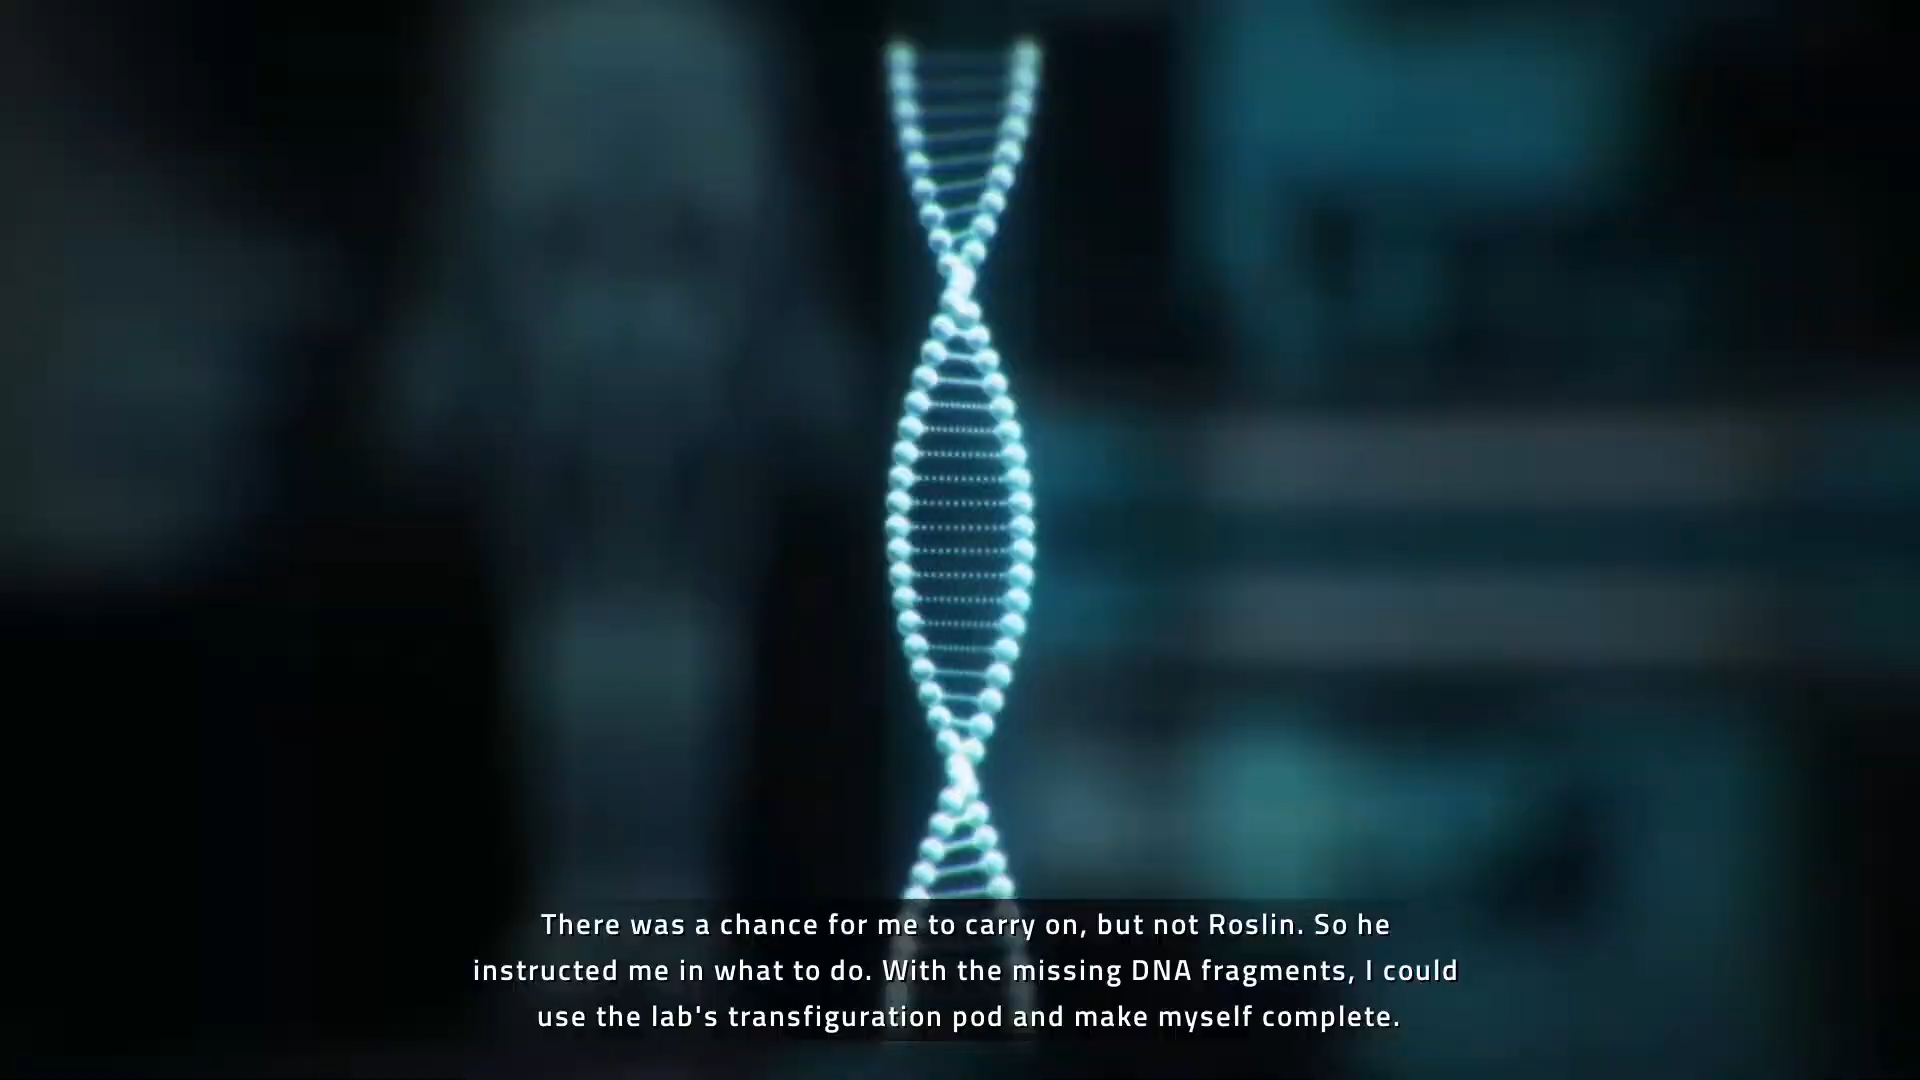 There was a chance for me to carry on, but not Roslin. So he
instructed me in what to do. With the missing DNA fragments, I could
use the lab's transfiguration pod and make myself complete.